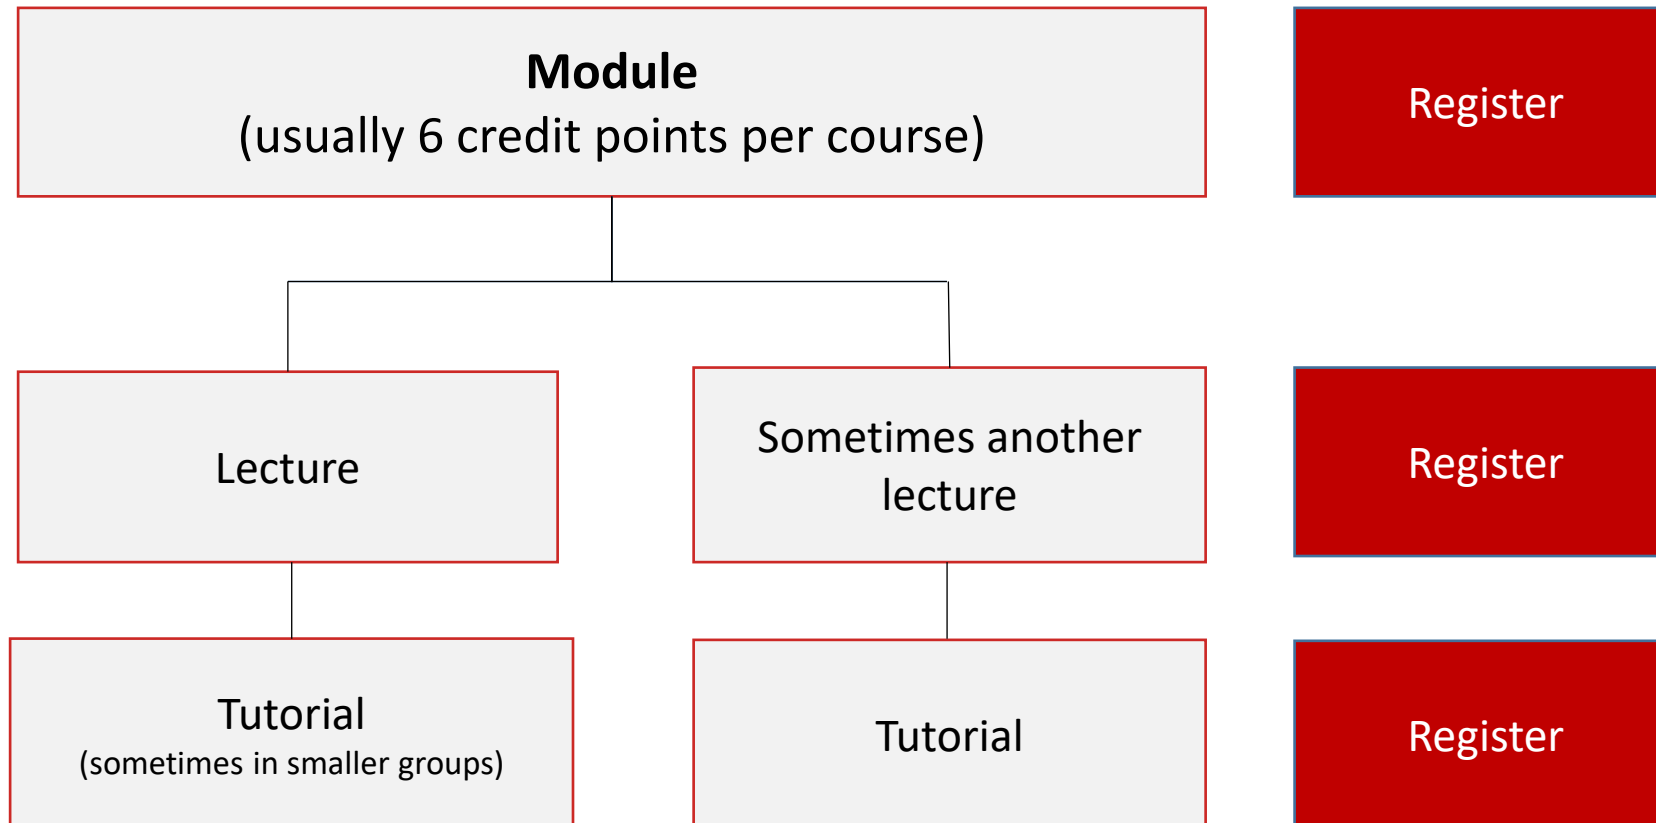 Module
(usually 6 credit points per course)
Register
Lecture
Sometimes another
lecture
Register
Tutorial
(sometimes in smaller groups)
Tutorial
Register